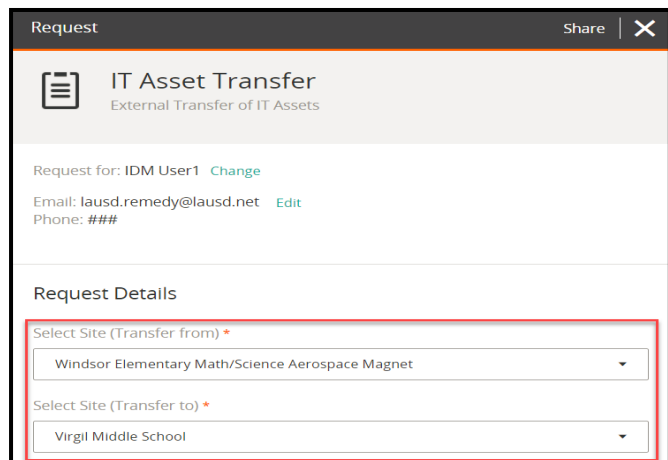 Request Share
IT Asset Transfer
External Transfer of IT Assets
Request for: IDM User1 Change
Email: lausd.remedy@lausd.net Edit
Phone: ###
Request Details
Select Site (Transfer from) *
Windsor Elementary Math/Science Aerospace Magnet
Select Site (Transfer to) *
Virgil Middle School